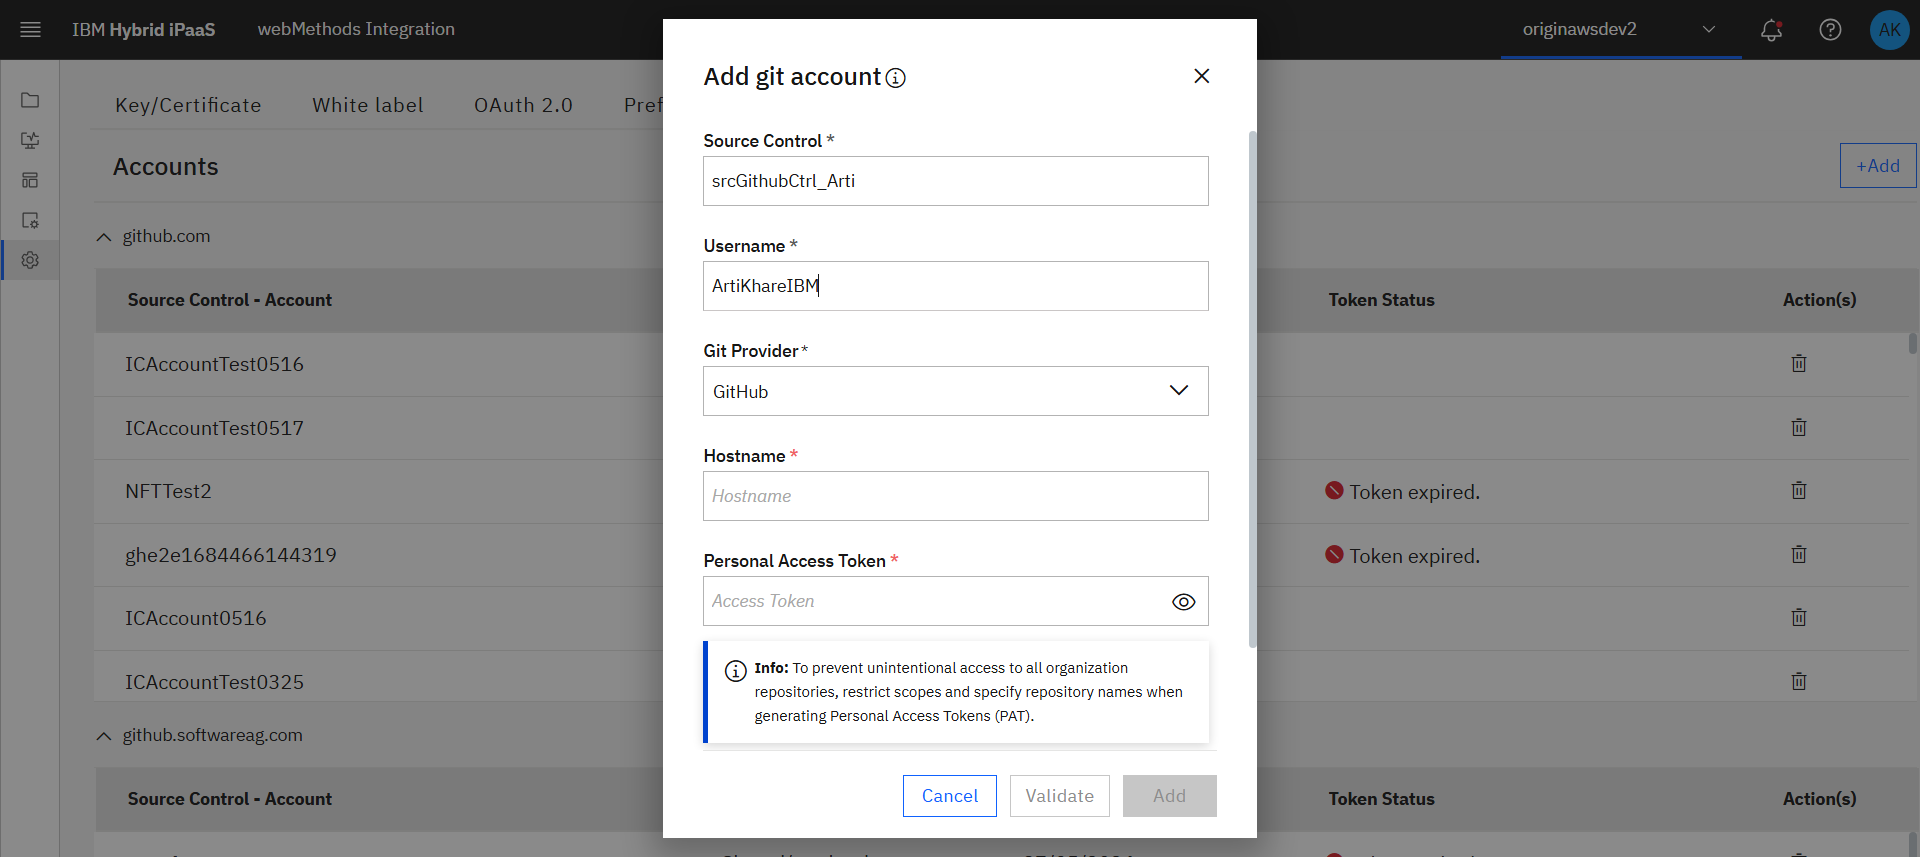 IBM Hybrid iPaaS
webMethods Integration
originawsdev2
AK
Key/Certificate
White label
OAuth 2.0
Pref
Accounts
+Add
github.com
Source Control - Account
Token Status
Action(s)
ICAccountTest0516
ICAccountTest0517
NFTTest2
Token expired.
ghe2e1684466144319
Token expired.
ICAccount0516
ICAccountTest0325
github.softwareag.com
Source Control - Account
Token Status
Action(s)
Add git account
Source Control *
srcGithubCtrl_Arti
Username *
ArtiKhareIBM
Git Provider*
GitHub
Hostname *
Hostname
Personal Access Token *
Access Token
Info: To prevent unintentional access to all organization
repositories, restrict scopes and specify repository names when
generating Personal Access Tokens (PAT).
Cancel
Validate
Add